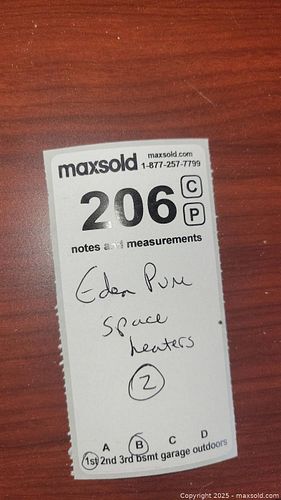 maxsold maxsold.com
1-877-257-7799
206 C
P
notes and measurements
Eden Pure
Space
heaters
2
A B C D
1st 2nd 3rd bsmt garage outdoors
Copyright 2025 - maxsold.com